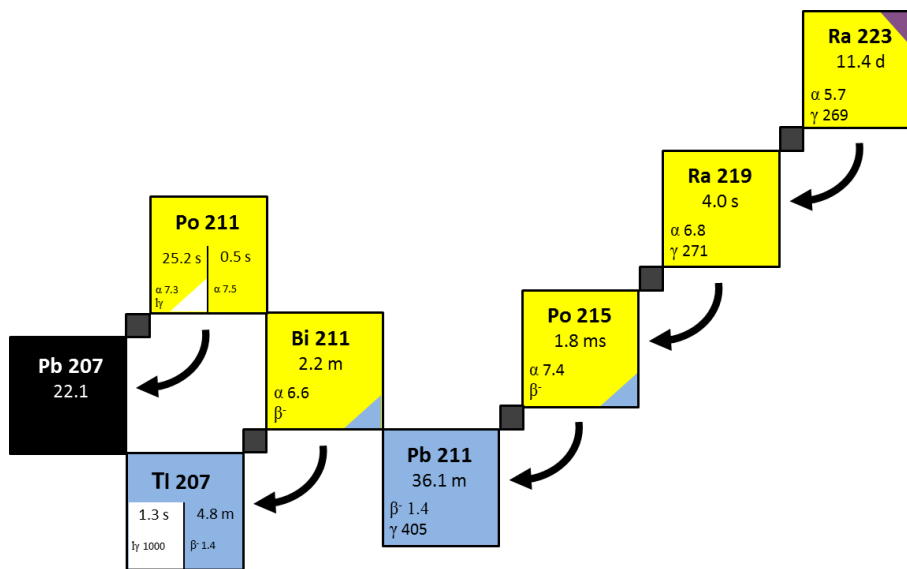 Ra 223
11.4 d
α 5.7
γ 269
Ra 219
4.0 s
α 6.8
γ 271
Po 211
25.2 s 0.5 s
α 7.3 α 7.5
Iγ
Po 215
1.8 ms
α 7.4
β-
Bi 211
2.2 m
α 6.6
β-
Pb 207
22.1
Pb 211
36.1 m
β- 1.4
γ 405
Tl 207
1.3 s 4.8 m
Iγ 1000 β- 1.4